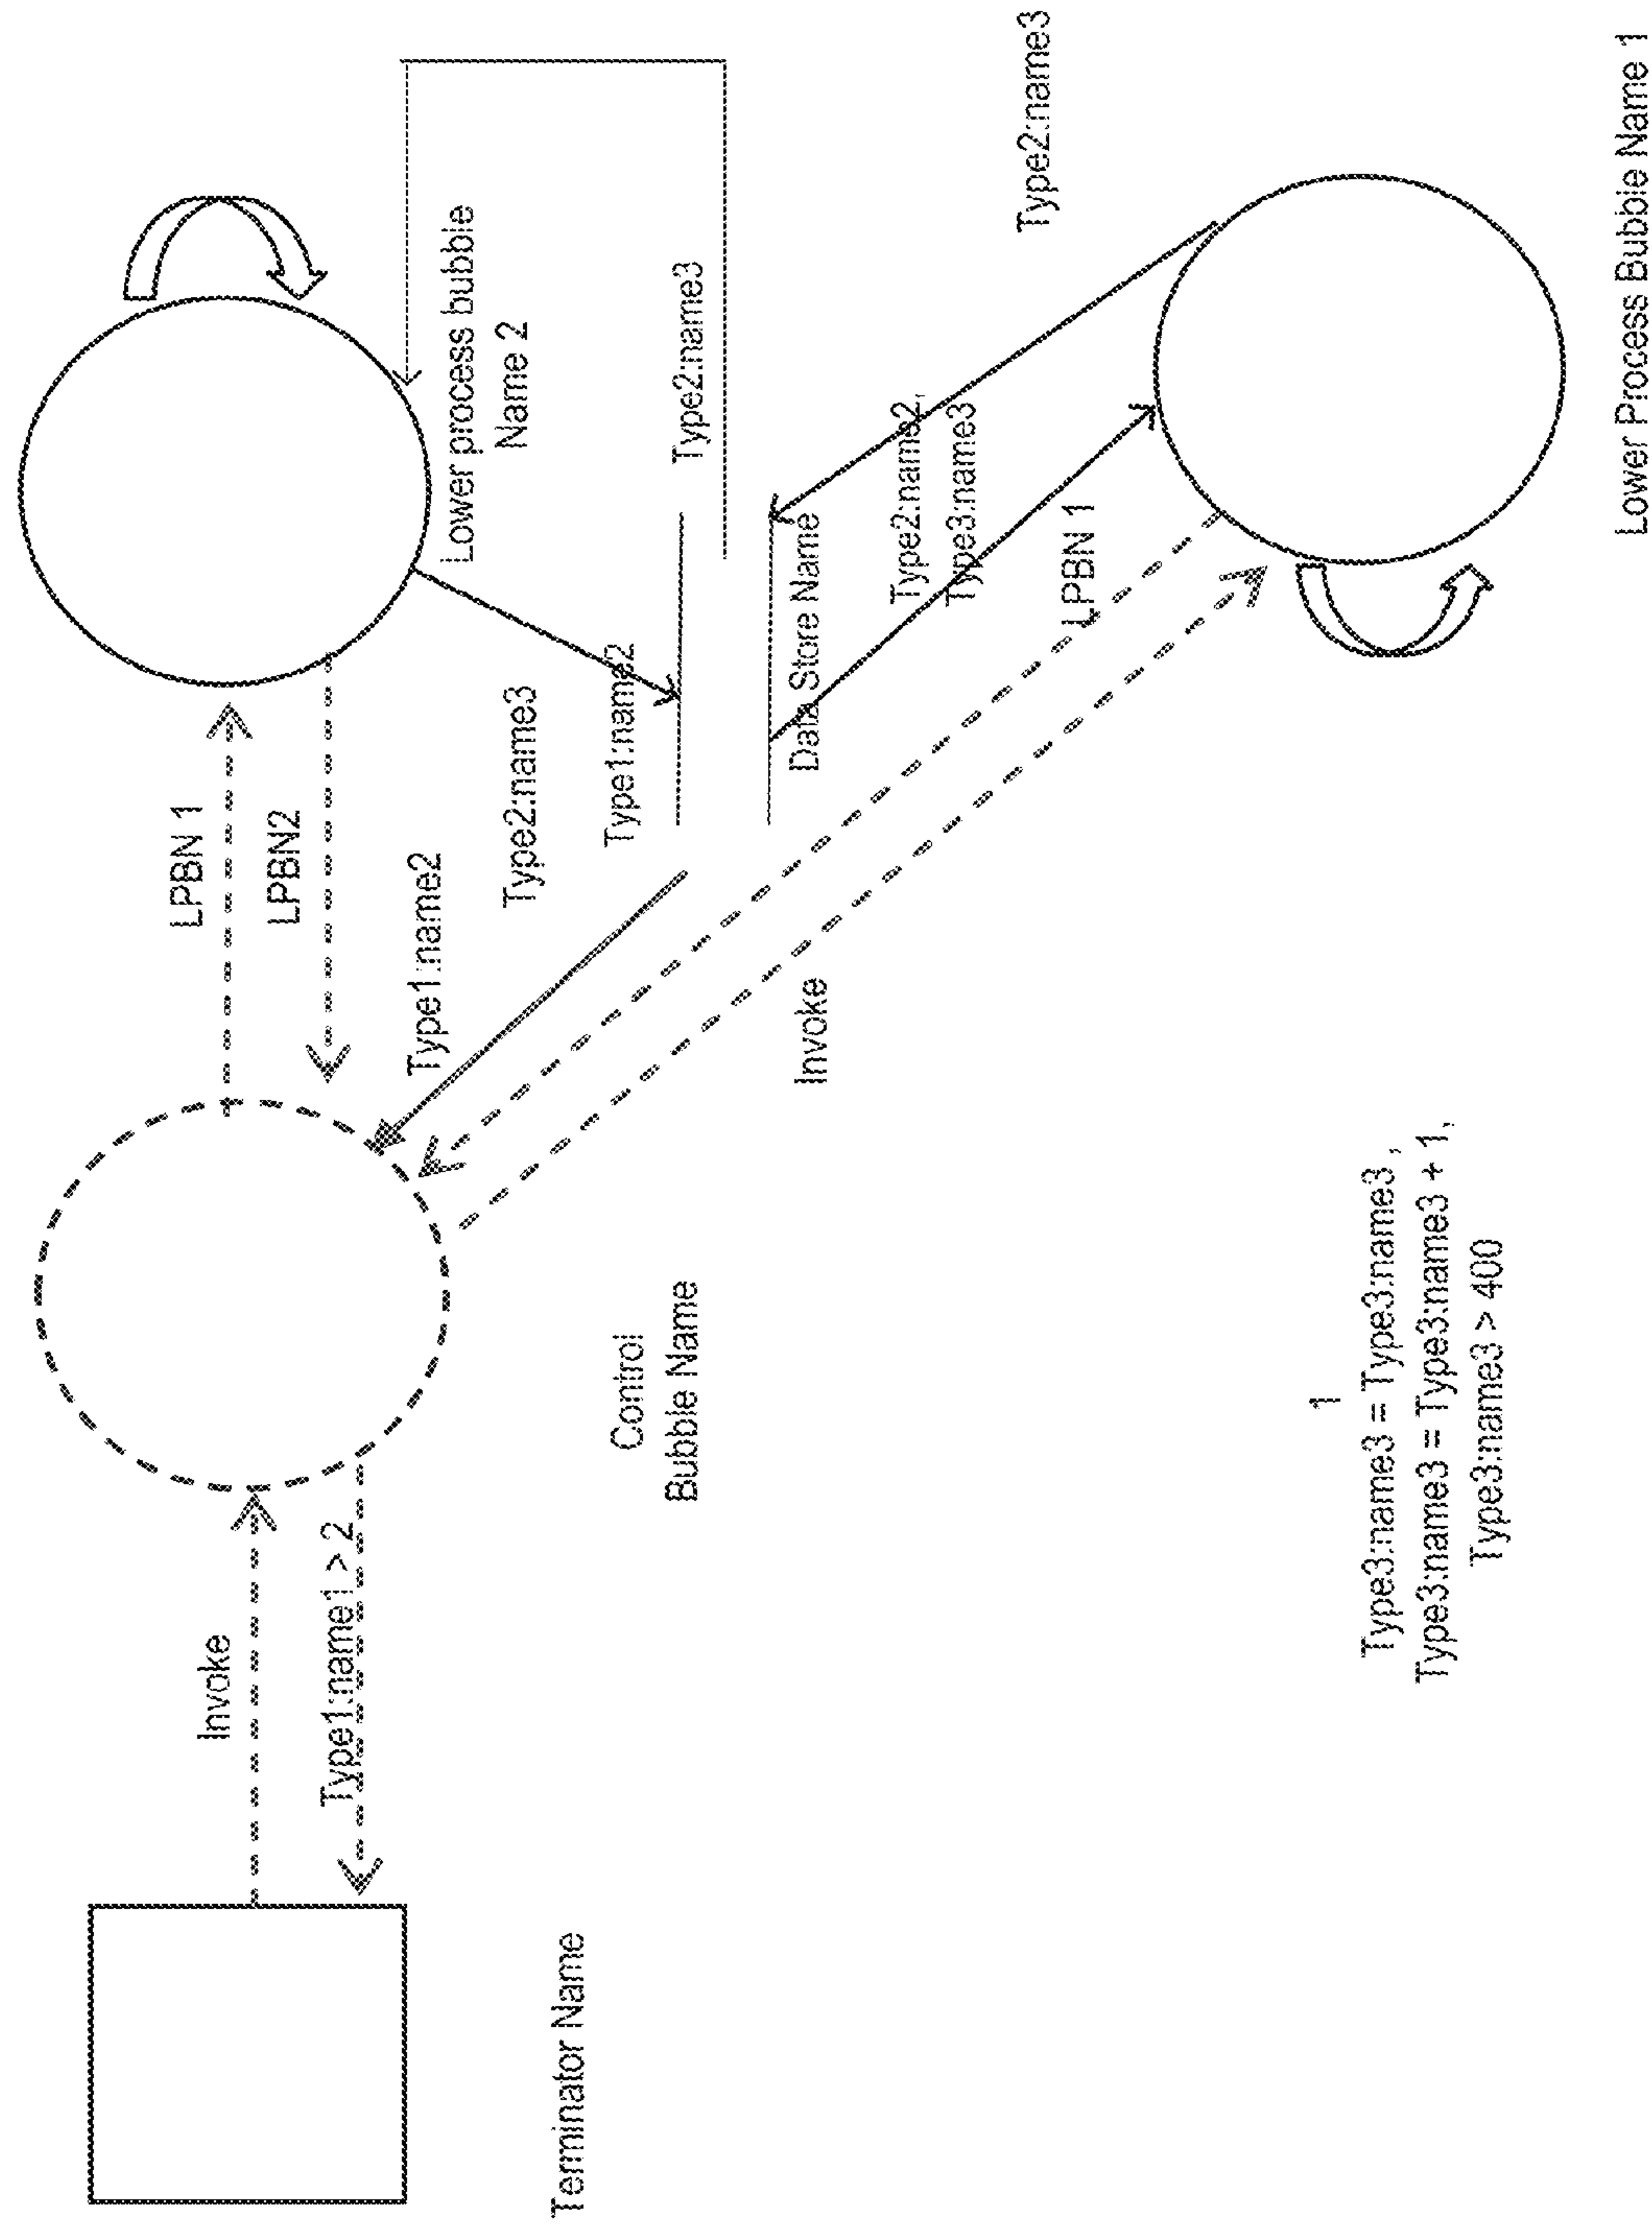 Invoke
Type1:name1 > 2
Terminator Name
LPBN 1
LPBN2
Control
Bubble Name
Type1:name2
Type2:name3
Type1:name2
Lower process bubble
Name 2
Type2:name3
Data Store Name
Invoke
Type2:name2,
Type3:name3
LPBN 1
Type2:name3
1
Type3:name3 = Type3:name3 ,
Type3:name3 = Type3:name3 + 1,
Type3:name3 > 400
Lower Process Bubble Name 1